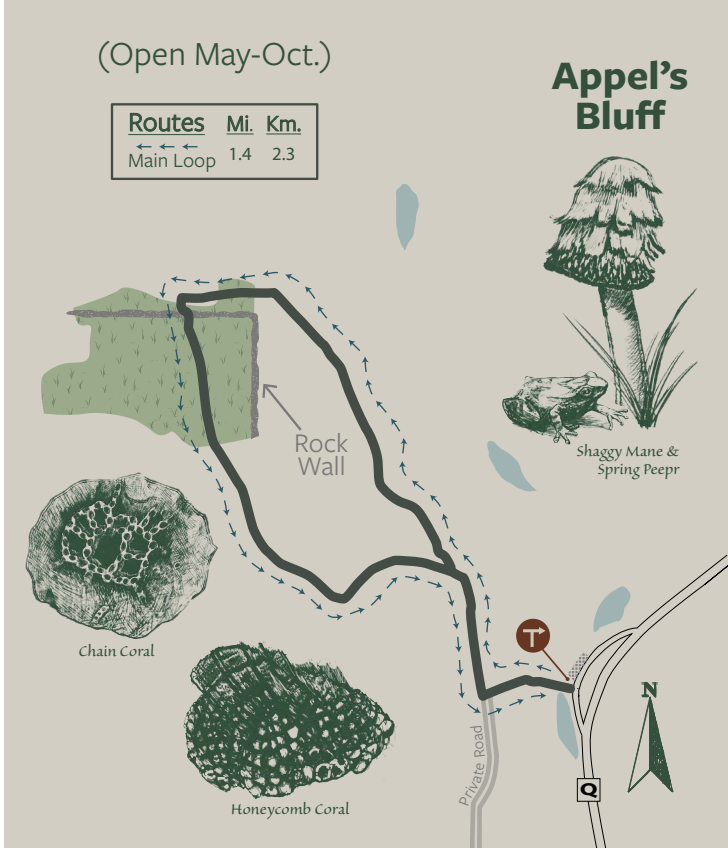 (Open May-Oct.)
Appel's
Bluff
Routes Mi. Km.
Main Loop 1.4 2.3
Rock
Wall
Shaggy Mane &
Spring Peepr
Chain Coral
T
N
Private Road
Q
Honeycomb Coral